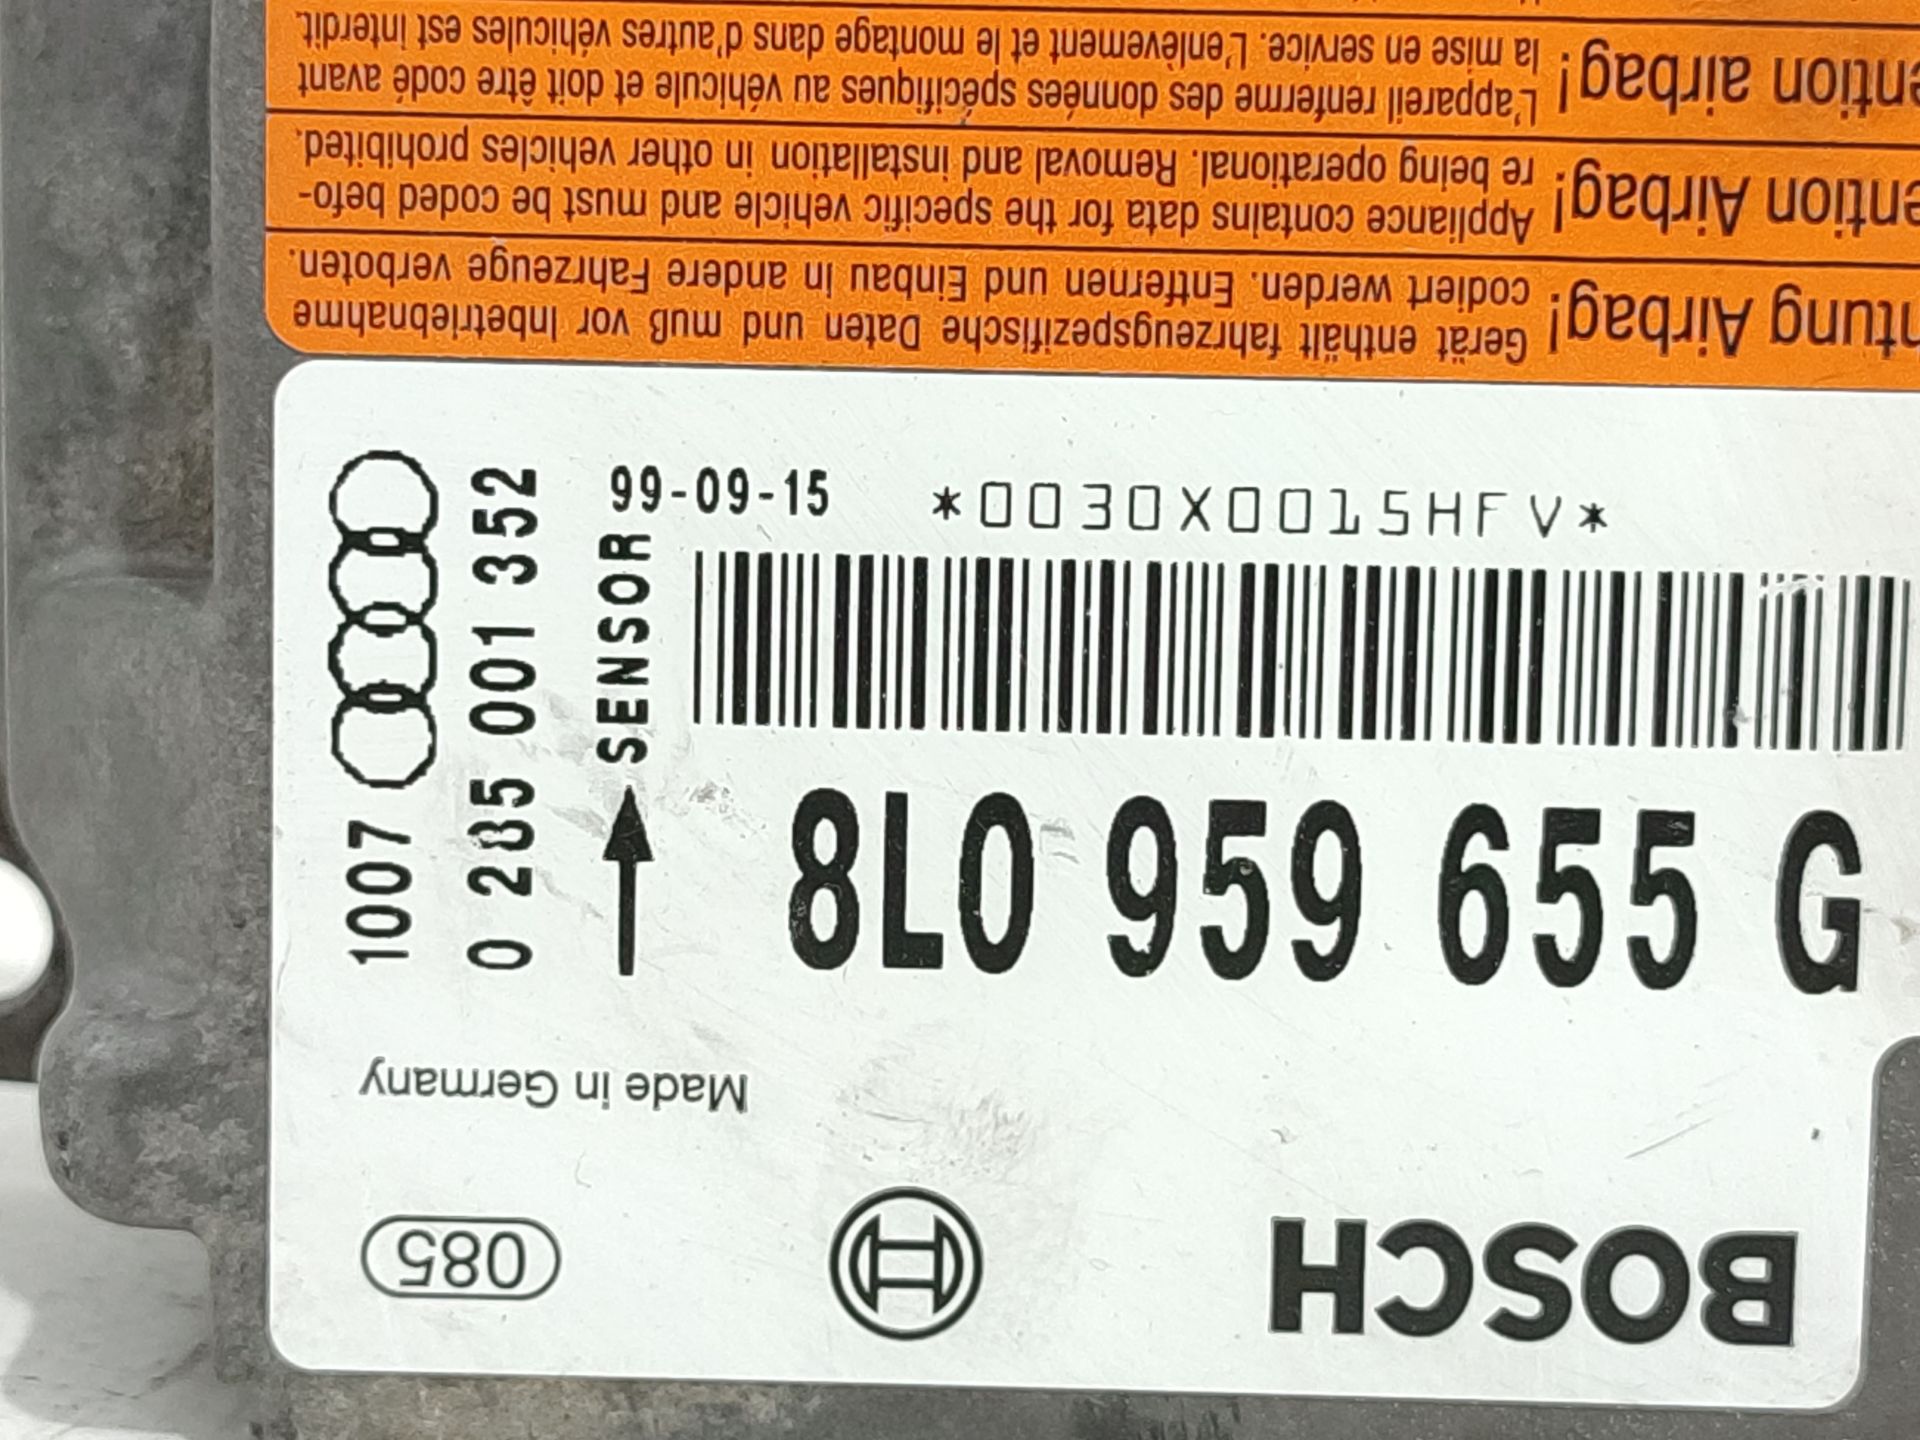 tung Airbag! Gerät enthält fahrzeugspezifische Daten und muß vor Inbetriebnahme
codiert werden. Entfernen und Einbau in andere Fahrzeuge verboten.
ention Airbag! Appliance contains data for the specific vehicle and must be coded befo-
re being operational. Removal and installation in other vehicles prohibited.
ention airbag! L'appareil renferme des données spécifiques au véhicule et doit être codé avant
la mise en service. L'enlèvement et le montage dans d'autres véhicules est interdit.
1007
0 285 001 352
SENSOR
99-09-15 *0030X0015HFV*
8L0 959 655 G
Made in Germany
085
BOSCH